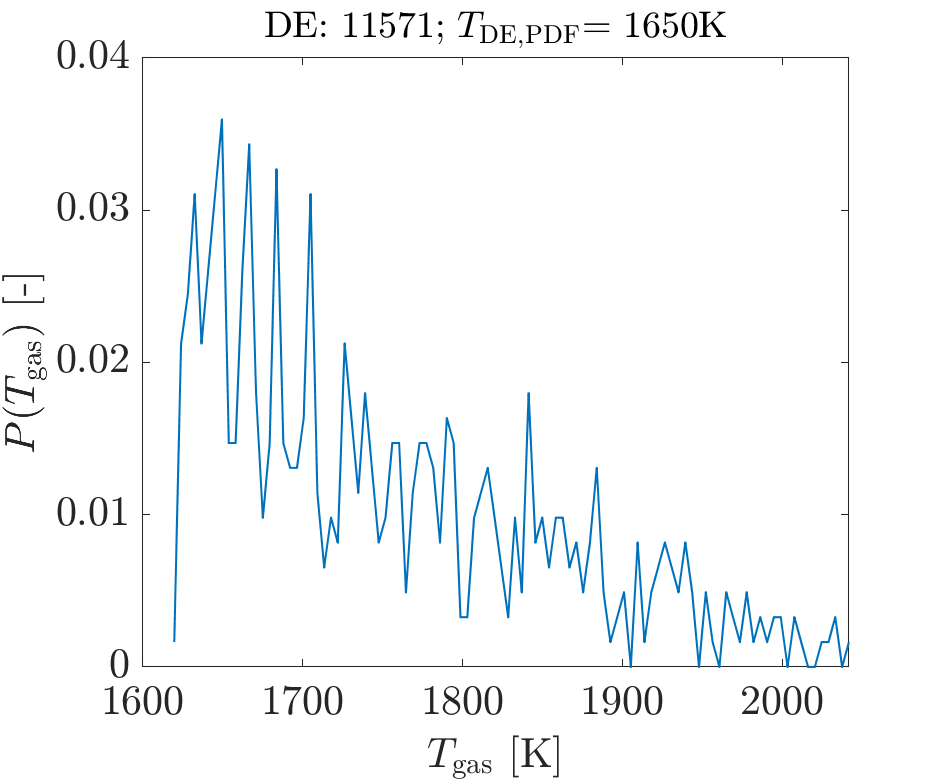 DE: 11571; T_DE,PDF= 1650K
0.04
0.03
0.02
0.01
0
P(T_gas) [-]
1600 1700 1800 1900 2000
T_gas [K]